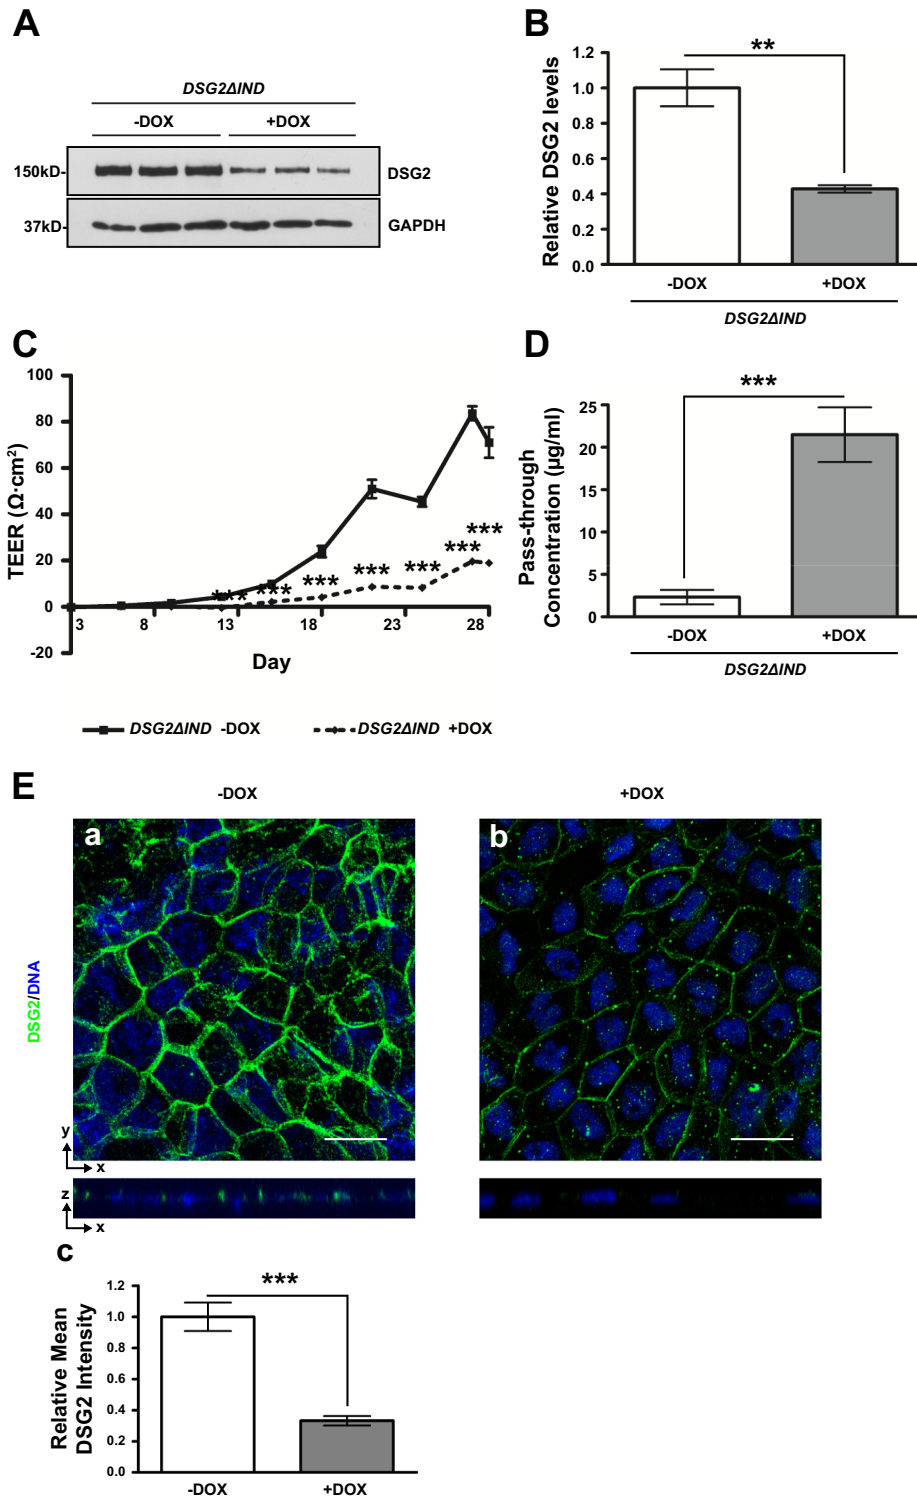 A
DSG2ΔIND
-DOX +DOX
150kD- DSG2
37kD- GAPDH
B
**
Relative DSG2 levels
1.2
1.0
0.8
0.6
0.4
0.2
0.0
-DOX +DOX
DSG2ΔIND
C
TEER (Ω·cm²)
100
80
60
40
20
0
-20
*** *** *** *** *** *** ***
3 8 13 18 23 28
Day
DSG2ΔIND -DOX DSG2ΔIND +DOX
D
***
Pass-through
Concentration (µg/ml)
25
20
15
10
5
0
-DOX +DOX
DSG2ΔIND
E
-DOX +DOX
a b
DSG2/DNA
y
x
z
x
c
***
Relative Mean
DSG2 Intensity
1.2
1.0
0.8
0.6
0.4
0.2
0.0
-DOX +DOX